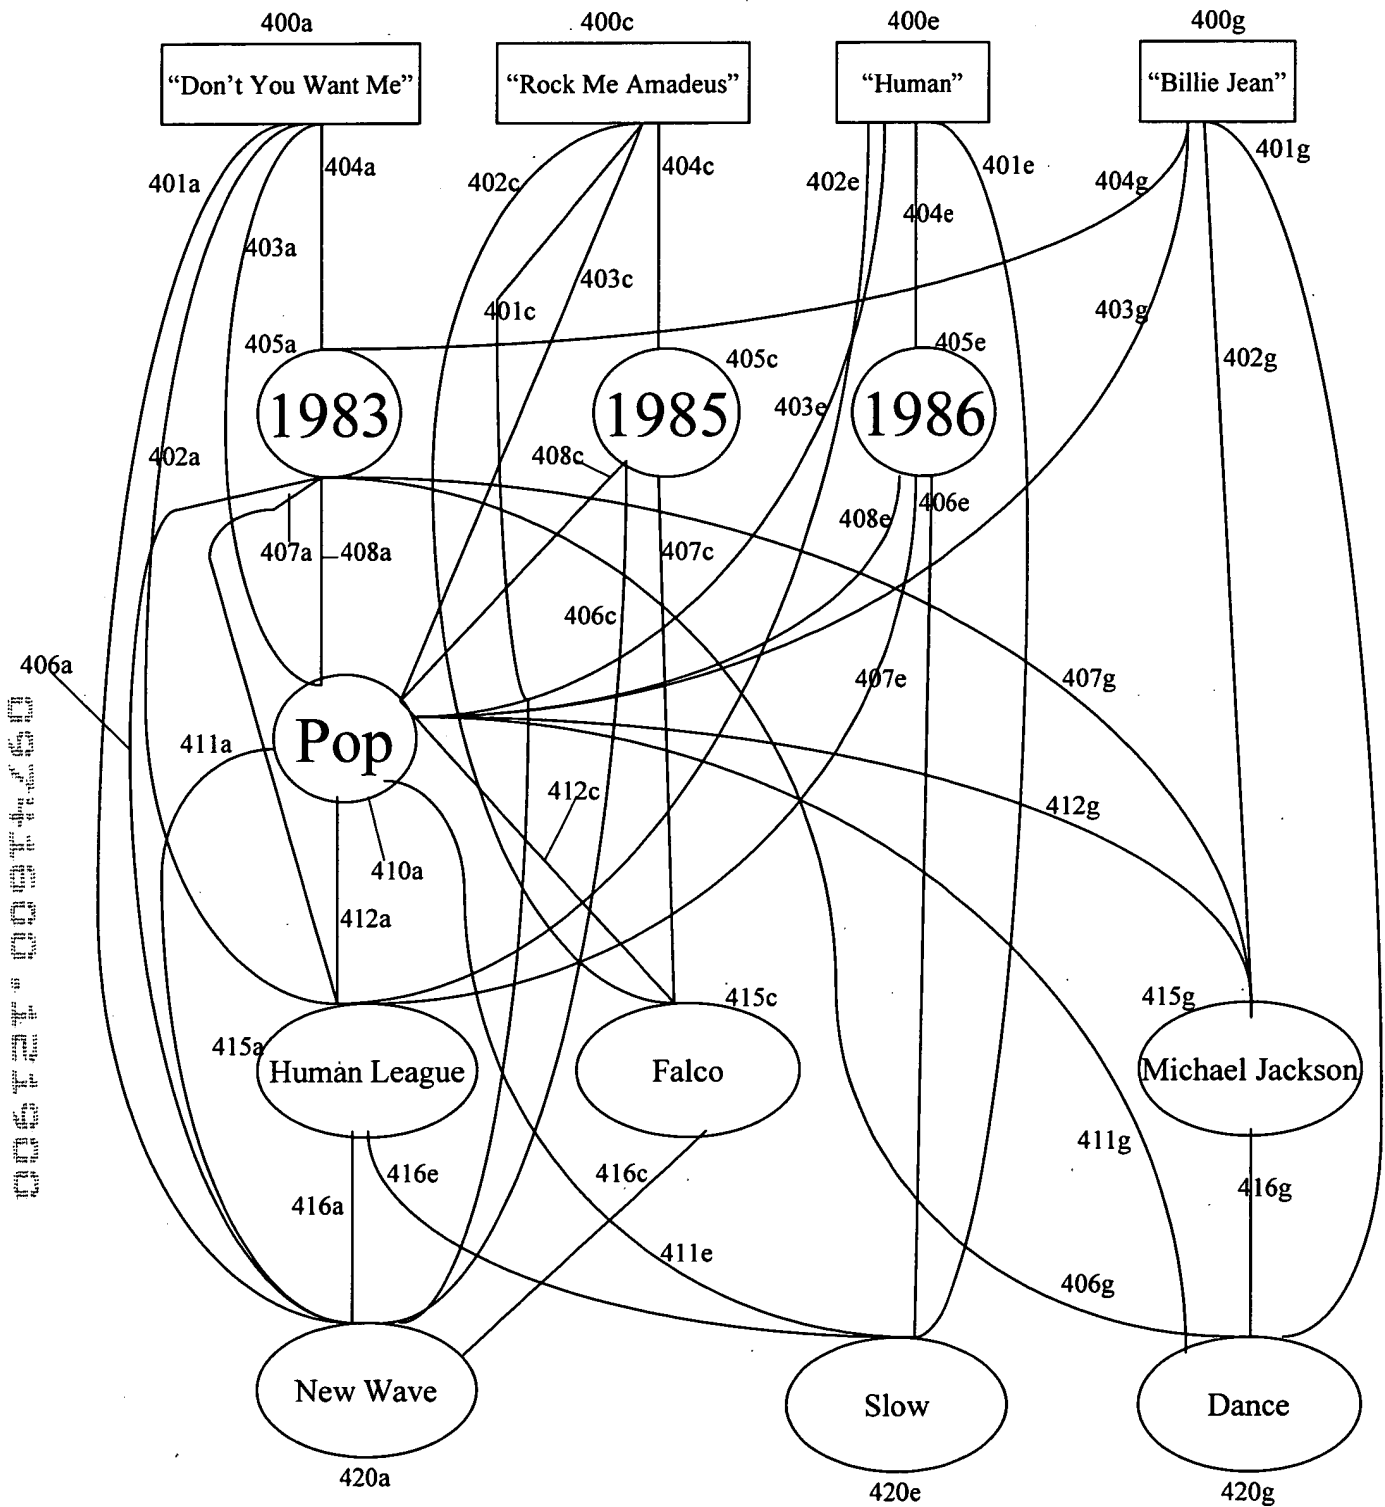 400a 400c 400e 400g
“Don’t You Want Me” “Rock Me Amadeus” “Human” “Billie Jean”
401g
401a 404a 402c 404c 402e 401e 404g
404e
403a
403c
401c 403g
405a 405c 405e 402g
1983 1985 1986
403e
402a 408c
406e
408e
407a 408a 407c
406c
406a 407e 407g
Pop
411a
412c 412g
410a
412a
415a 415c 415g
Human League Falco Michael Jackson
411g
416e 416c 416g
416a
411e
406g
New Wave Slow Dance
420a 420e 420g
09741600.121900